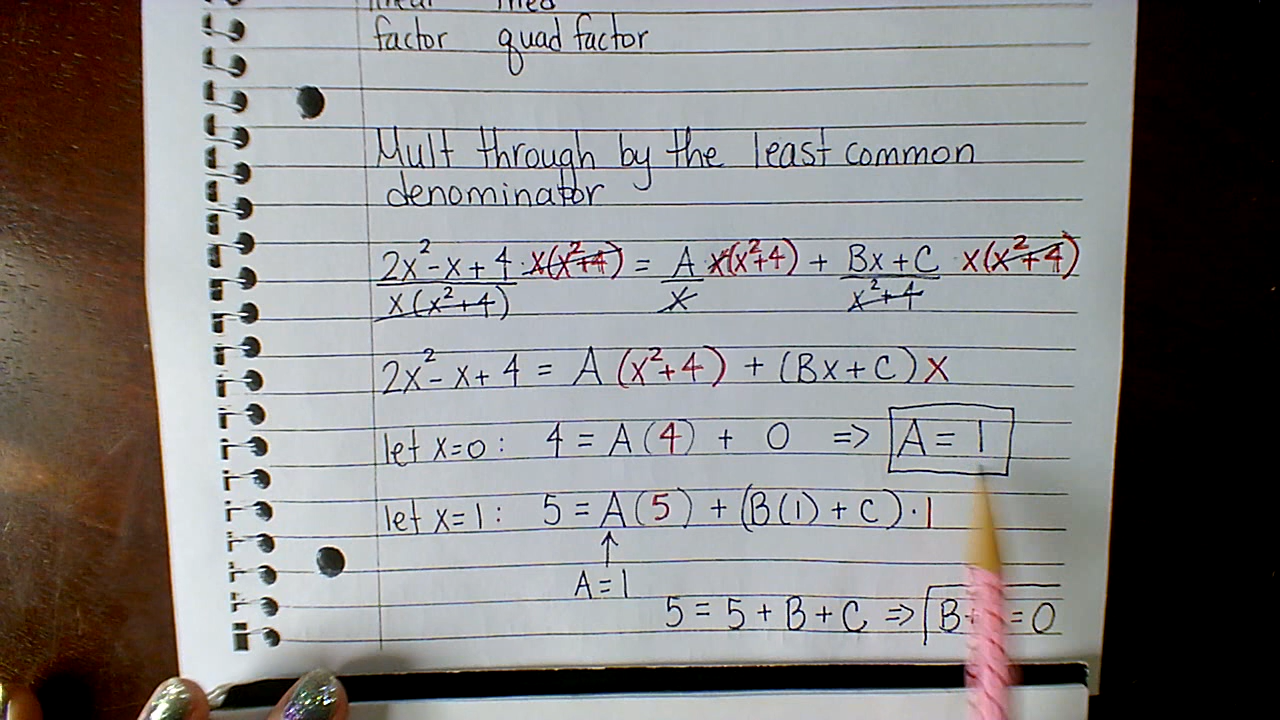 factor quad factor
Mult through by the least common
denominator
2x²-x+4/x(x²+4) · x(x²+4) = A/x · x(x²+4) + Bx+C/x²+4 x(x²+4)
2x²-x+4 = A(x²+4) + (Bx+C)x
let x=0: 4 = A(4) + 0 => A=1
let x=1: 5 = A(5) + (B(1)+C)·1
↑
A=1
5=5+B+C => B+ =0